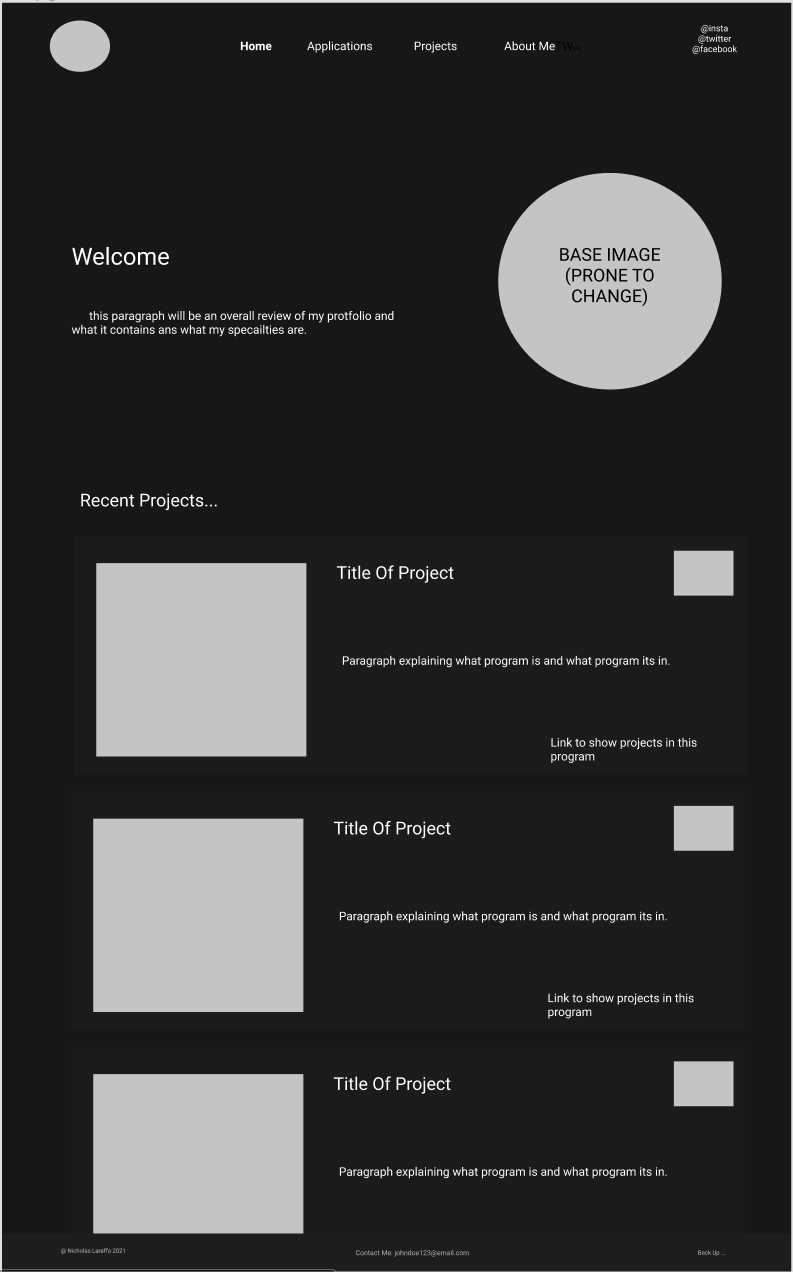 Home Applications Projects About Me
@insta
@twitter
@facebook
BASE IMAGE
(PRONE TO
CHANGE)
Welcome
this paragraph will be an overall review of my protfolio and
what it contains ans what my specailties are.
Recent Projects...
Title Of Project
Paragraph explaining what program is and what program its in.
Link to show projects in this
program
Title Of Project
Paragraph explaining what program is and what program its in.
Link to show projects in this
program
Title Of Project
Paragraph explaining what program is and what program its in.
@ Nicholas Laraffa 2021 Contact Me: johndoe123@email.com Back Up ...